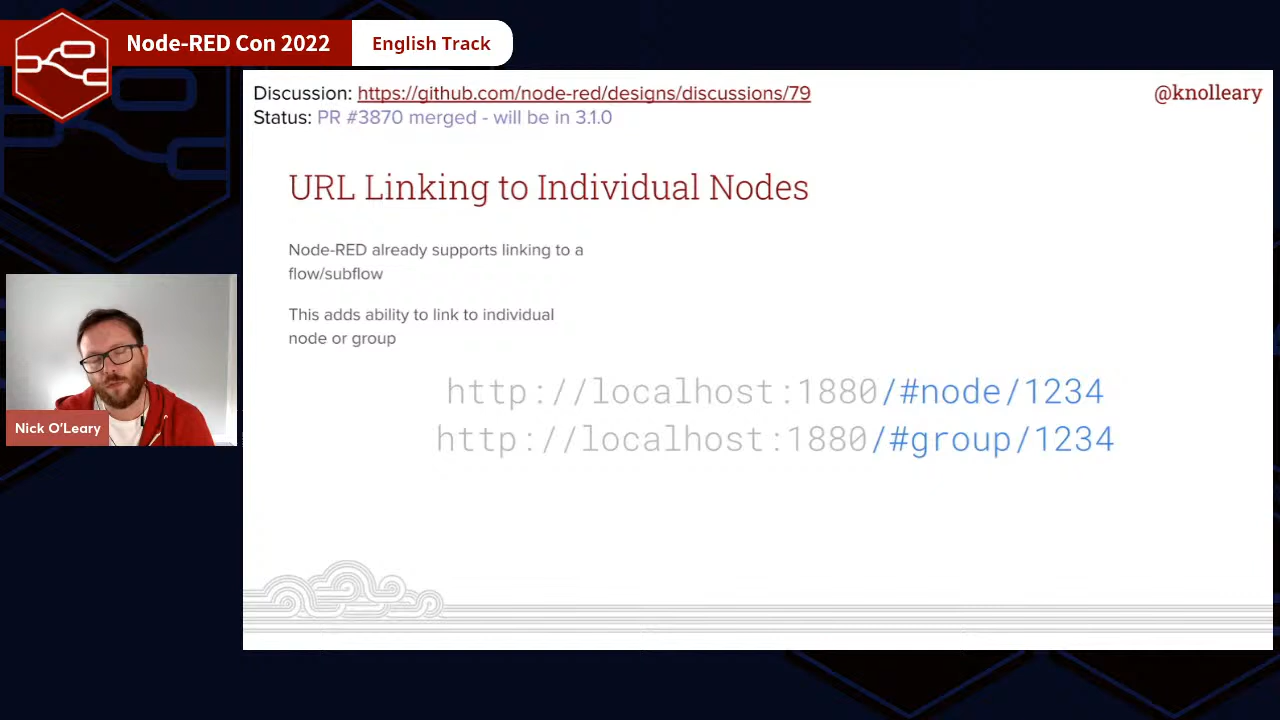 Node-RED Con 2022
English Track
Discussion: https://github.com/node-red/designs/discussions/79
@knolleary
Status: PR #3870 merged - will be in 3.1.0
URL Linking to Individual Nodes
Node-RED already supports linking to a
flow/subflow
This adds ability to link to individual
node or group
http://localhost:1880/#node/1234
http://localhost:1880/#group/1234
Nick O'Leary